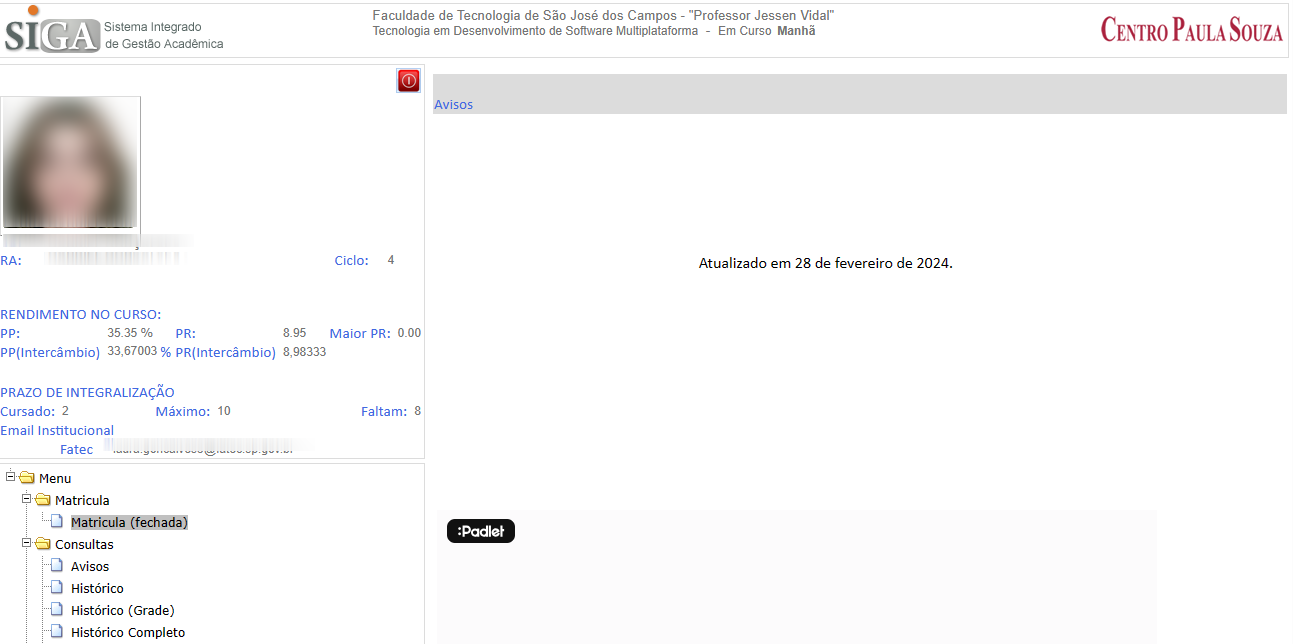 SIGA Sistema Integrado
de Gestão Acadêmica
Faculdade de Tecnologia de São José dos Campos - "Professor Jessen Vidal"
Tecnologia em Desenvolvimento de Software Multiplataforma - Em Curso Manhã
CENTRO PAULA SOUZA
RA: Ciclo: 4
RENDIMENTO NO CURSO:
PP: 35.35 % PR: 8.95 Maior PR: 0.00
PP(Intercâmbio) 33,67003 % PR(Intercâmbio) 8,98333
PRAZO DE INTEGRALIZAÇÃO
Cursado: 2 Máximo: 10 Faltam: 8
Email Institucional
Fatec
Menu
Matricula
Matricula (fechada)
Consultas
Avisos
Histórico
Histórico (Grade)
Histórico Completo
Avisos
Atualizado em 28 de fevereiro de 2024.
:Padlet